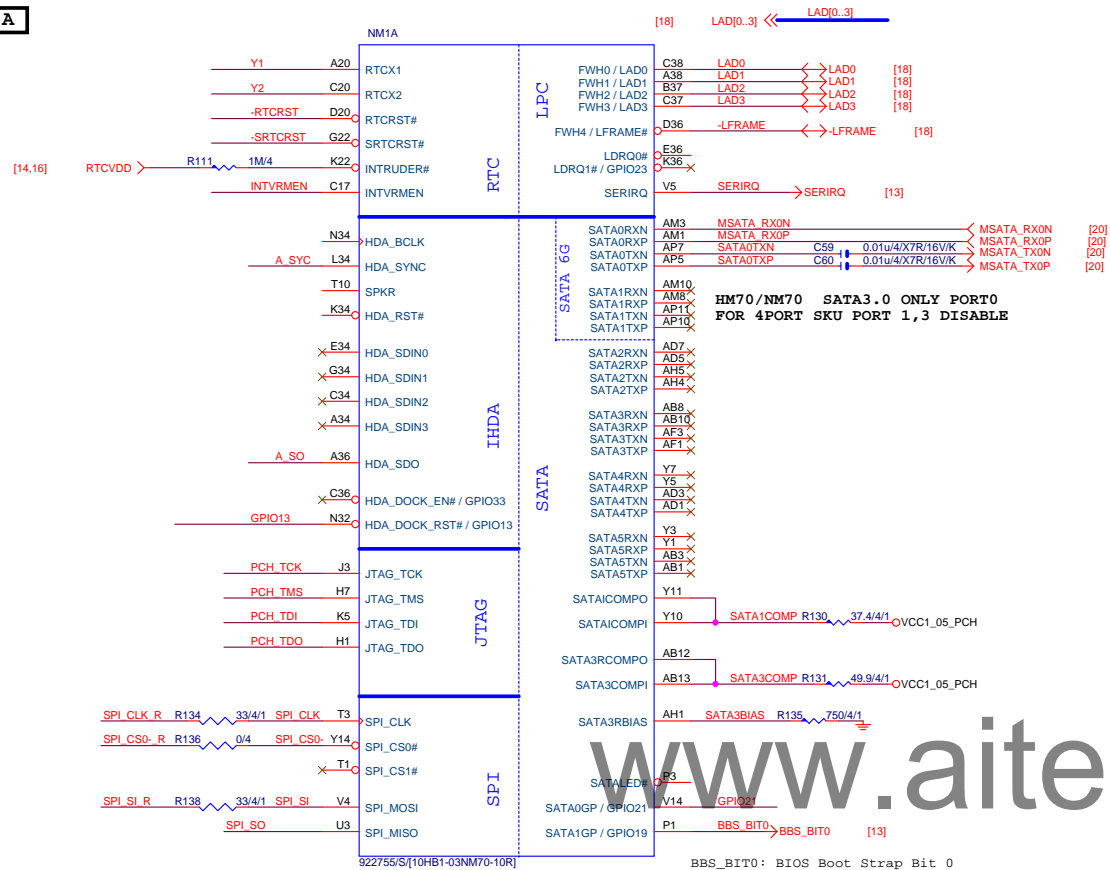 A
[18] LAD[0..3] LAD[0..3]
NM1A
Y1 A20 RTCX1
Y2 C20 RTCX2
-RTCRST D20 RTCRST#
-SRTCRST G22 SRTCRST#
[14,16] RTCVDD R111 1M/4 K22 INTRUDER#
INTVRMEN C17 INTVRMEN
RTC
LPC
FWH0 / LAD0 C38 LAD0 LAD0 [18]
FWH1 / LAD1 A38 LAD1 LAD1 [18]
FWH2 / LAD2 B37 LAD2 LAD2 [18]
FWH3 / LAD3 C37 LAD3 LAD3 [18]
FWH4 / LFRAME# D36 -LFRAME -LFRAME [18]
LDRQ0# E36
LDRQ1# / GPIO23 K36
SERIRQ V5 SERIRQ SERIRQ [13]
N34 HDA_BCLK
A_SYC L34 HDA_SYNC
T10 SPKR
K34 HDA_RST#
E34 HDA_SDIN0
G34 HDA_SDIN1
C34 HDA_SDIN2
A34 HDA_SDIN3
A_SO A36 HDA_SDO
C36 HDA_DOCK_EN# / GPIO33
GPIO13 N32 HDA_DOCK_RST# / GPIO13
IHDA
SATA 6G
SATA
SATA0RXN AM3 MSATA_RX0N MSATA_RX0N [20]
SATA0RXP AM1 MSATA_RX0P MSATA_RX0P [20]
SATA0TXN AP7 SATA0TXN C59 0.01u/4/X7R/16V/K MSATA_TX0N [20]
SATA0TXP AP5 SATA0TXP C60 0.01u/4/X7R/16V/K MSATA_TX0P [20]
SATA1RXN AM10
SATA1RXP AM8
SATA1TXN AP11
SATA1TXP AP10
HM70/NM70 SATA3.0 ONLY PORT0
FOR 4PORT SKU PORT 1,3 DISABLE
SATA2RXN AD7
SATA2RXP AD5
SATA2TXN AH5
SATA2TXP AH4
SATA3RXN AB8
SATA3RXP AB10
SATA3TXN AF3
SATA3TXP AF1
SATA4RXN Y7
SATA4RXP Y5
SATA4TXN AD3
SATA4TXP AD1
SATA5RXN Y3
SATA5RXP Y1
SATA5TXN AB3
SATA5TXP AB1
SATAICOMPO Y11
SATAICOMPI Y10 SATA1COMP R130 37.4/4/1 VCC1_05_PCH
SATA3RCOMPO AB12
SATA3COMPI AB13 SATA3COMP R131 49.9/4/1 VCC1_05_PCH
SATA3RBIAS AH1 SATA3BIAS R135 750/4/1
SATALED# P3
SATA0GP / GPIO21 V14 GPIO21
SATA1GP / GPIO19 P1 BBS_BIT0 BBS_BIT0 [13]
PCH_TCK J3 JTAG_TCK
PCH_TMS H7 JTAG_TMS
PCH_TDI K5 JTAG_TDI
PCH_TDO H1 JTAG_TDO
JTAG
SPI_CLK_R R134 33/4/1 SPI_CLK T3 SPI_CLK
SPI_CS0-_R R136 0/4 SPI_CS0- Y14 SPI_CS0#
T1 SPI_CS1#
SPI_SI_R R138 33/4/1 SPI_SI V4 SPI_MOSI
SPI_SO U3 SPI_MISO
SPI
922755/S/[10HB1-03NM70-10R]
BBS_BIT0: BIOS Boot Strap Bit 0
www.aite